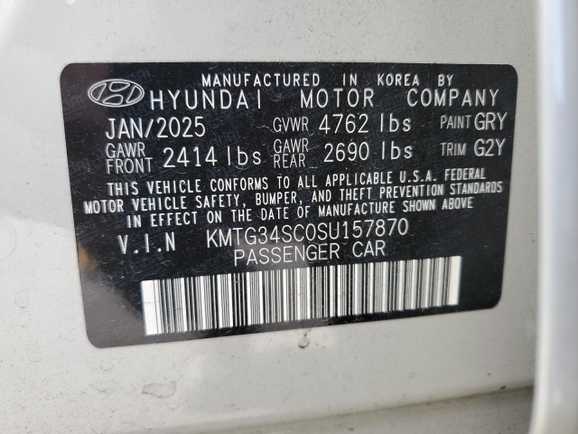 MANUFACTURED IN KOREA BY
HYUNDAI MOTOR COMPANY
JAN/2025 GVWR 4762 lbs PAINT GRY
GAWR FRONT 2414 lbs GAWR REAR 2690 lbs TRIM G2Y
THIS VEHICLE CONFORMS TO ALL APPLICABLE U.S.A. FEDERAL
MOTOR VEHICLE SAFETY, BUMPER, AND THEFT PREVENTION STANDARDS
IN EFFECT ON THE DATE OF MANUFACTURE SHOWN ABOVE.
V.I.N KMTG34SC0SU157870
PASSENGER CAR